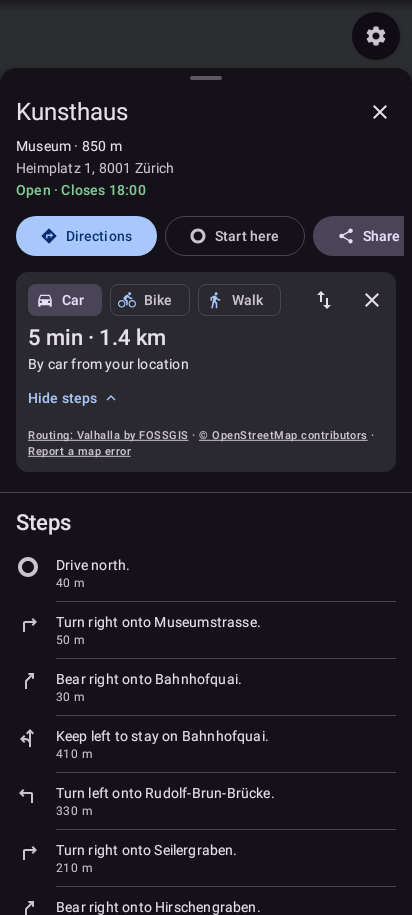 Kunsthaus
Museum · 850 m
Heimplatz 1, 8001 Zürich
Open · Closes 18:00
Directions
Start here
Share
Car
Bike
Walk
5 min · 1.4 km
By car from your location
Hide steps
Routing: Valhalla by FOSSGIS · © OpenStreetMap contributors ·
Report a map error
Steps
Drive north.
40 m
Turn right onto Museumstrasse.
50 m
Bear right onto Bahnhofquai.
30 m
Keep left to stay on Bahnhofquai.
410 m
Turn left onto Rudolf-Brun-Brücke.
330 m
Turn right onto Seilergraben.
210 m
Bear right onto Hirschengraben.